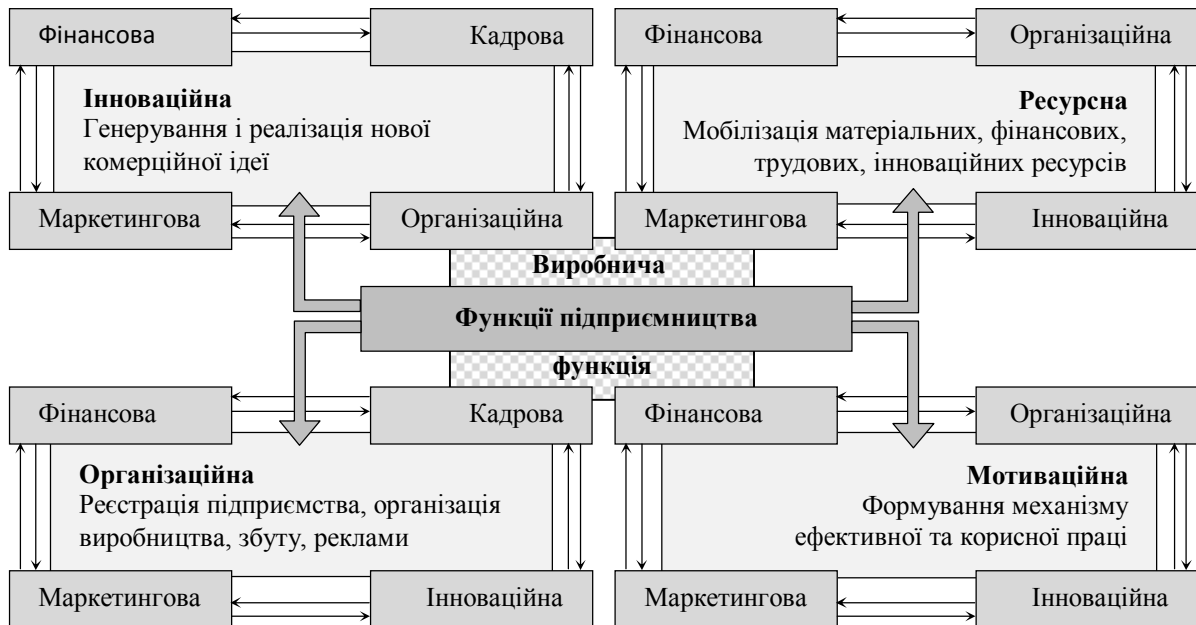 Фінансова
Кадрова
Інноваційна
Генерування і реалізація нової
комерційної ідеї
Маркетингова
Організаційна
Фінансова
Організаційна
Ресурсна
Мобілізація матеріальних, фінансових,
трудових, інноваційних ресурсів
Маркетингова
Інноваційна
Виробнича
Функції підприємництва
функція
Фінансова
Кадрова
Організаційна
Реєстрація підприємства, організація
виробництва, збуту, реклами
Маркетингова
Інноваційна
Фінансова
Організаційна
Мотиваційна
Формування механізму
ефективної та корисної праці
Маркетингова
Інноваційна